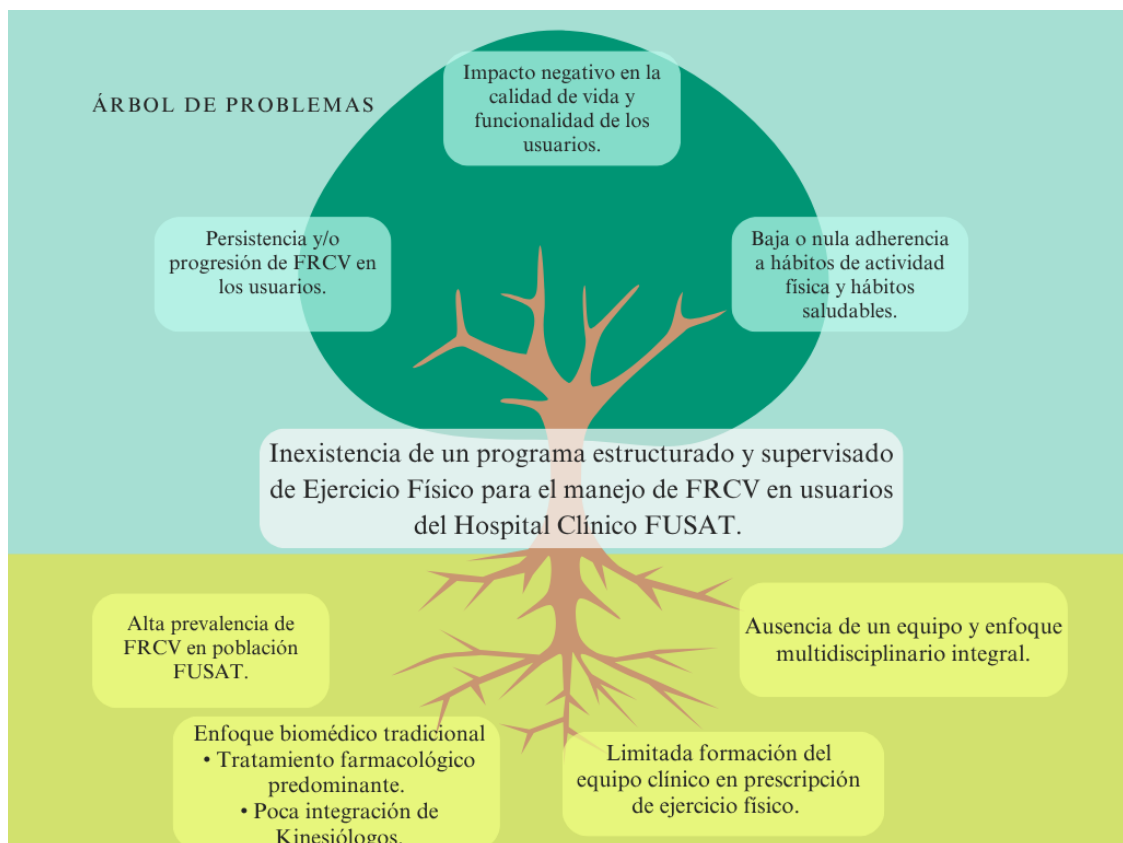 ÁRBOL DE PROBLEMAS
Impacto negativo en la
calidad de vida y
funcionalidad de los
usuarios.
Persistencia y/o
progresión de FRCV en
los usuarios.
Baja o nula adherencia
a hábitos de actividad
física y hábitos
saludables.
Inexistencia de un programa estructurado y supervisado
de Ejercicio Físico para el manejo de FRCV en usuarios
del Hospital Clínico FUSAT.
Alta prevalencia de
FRCV en población
FUSAT.
Ausencia de un equipo y enfoque
multidisciplinario integral.
Enfoque biomédico tradicional
• Tratamiento farmacológico
predominante.
• Poca integración de
Kinesiólogos.
Limitada formación del
equipo clínico en prescripción
de ejercicio físico.